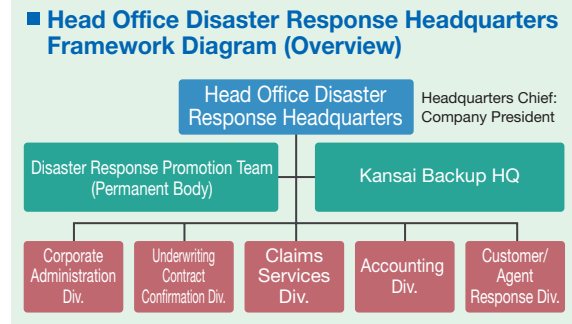 ■ Head Office Disaster Response Headquarters
Framework Diagram (Overview)
Head Office Disaster
Response Headquarters
Headquarters Chief:
Company President
Disaster Response Promotion Team
(Permanent Body)
Kansai Backup HQ
Corporate
Administration
Div.
Underwriting
Contract
Confirmation Div.
Claims
Services
Div.
Accounting
Div.
Customer/
Agent
Response Div.